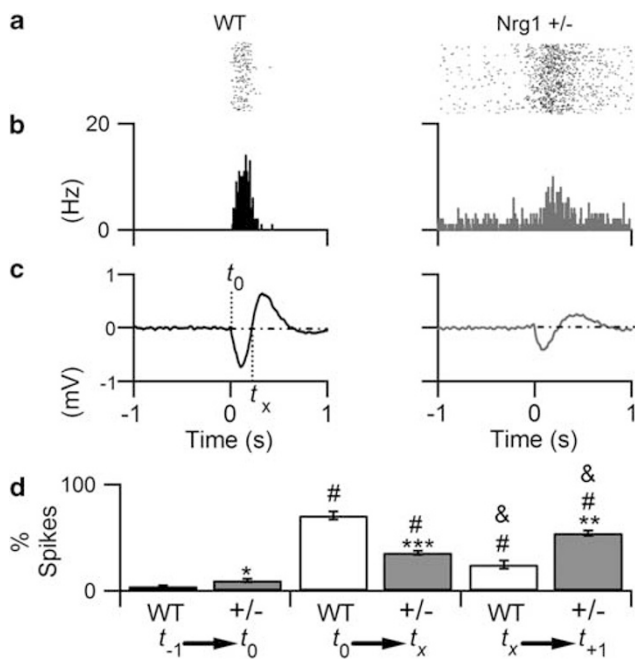 a WT Nrg1 +/-
b 20
(Hz)
0
c 1
t0
0
(mV)
-1
tx
-1 0 1 -1 0 1
Time (s) Time (s)
d 100
&
# # & # **
% Spikes
* ***
#
0
WT +/- WT +/- WT +/-
t-1 t0 t0 tx tx t+1